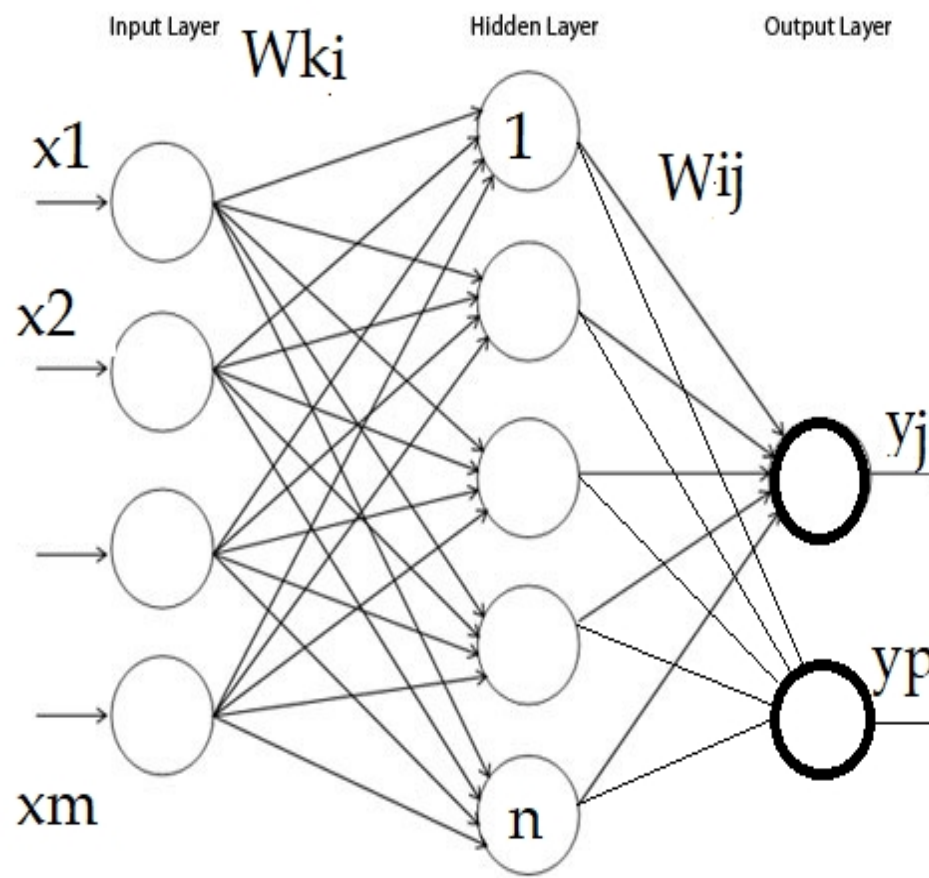 Input Layer
Hidden Layer
Output Layer
Wki
x1
1
Wij
x2
yj
yp
xm
n